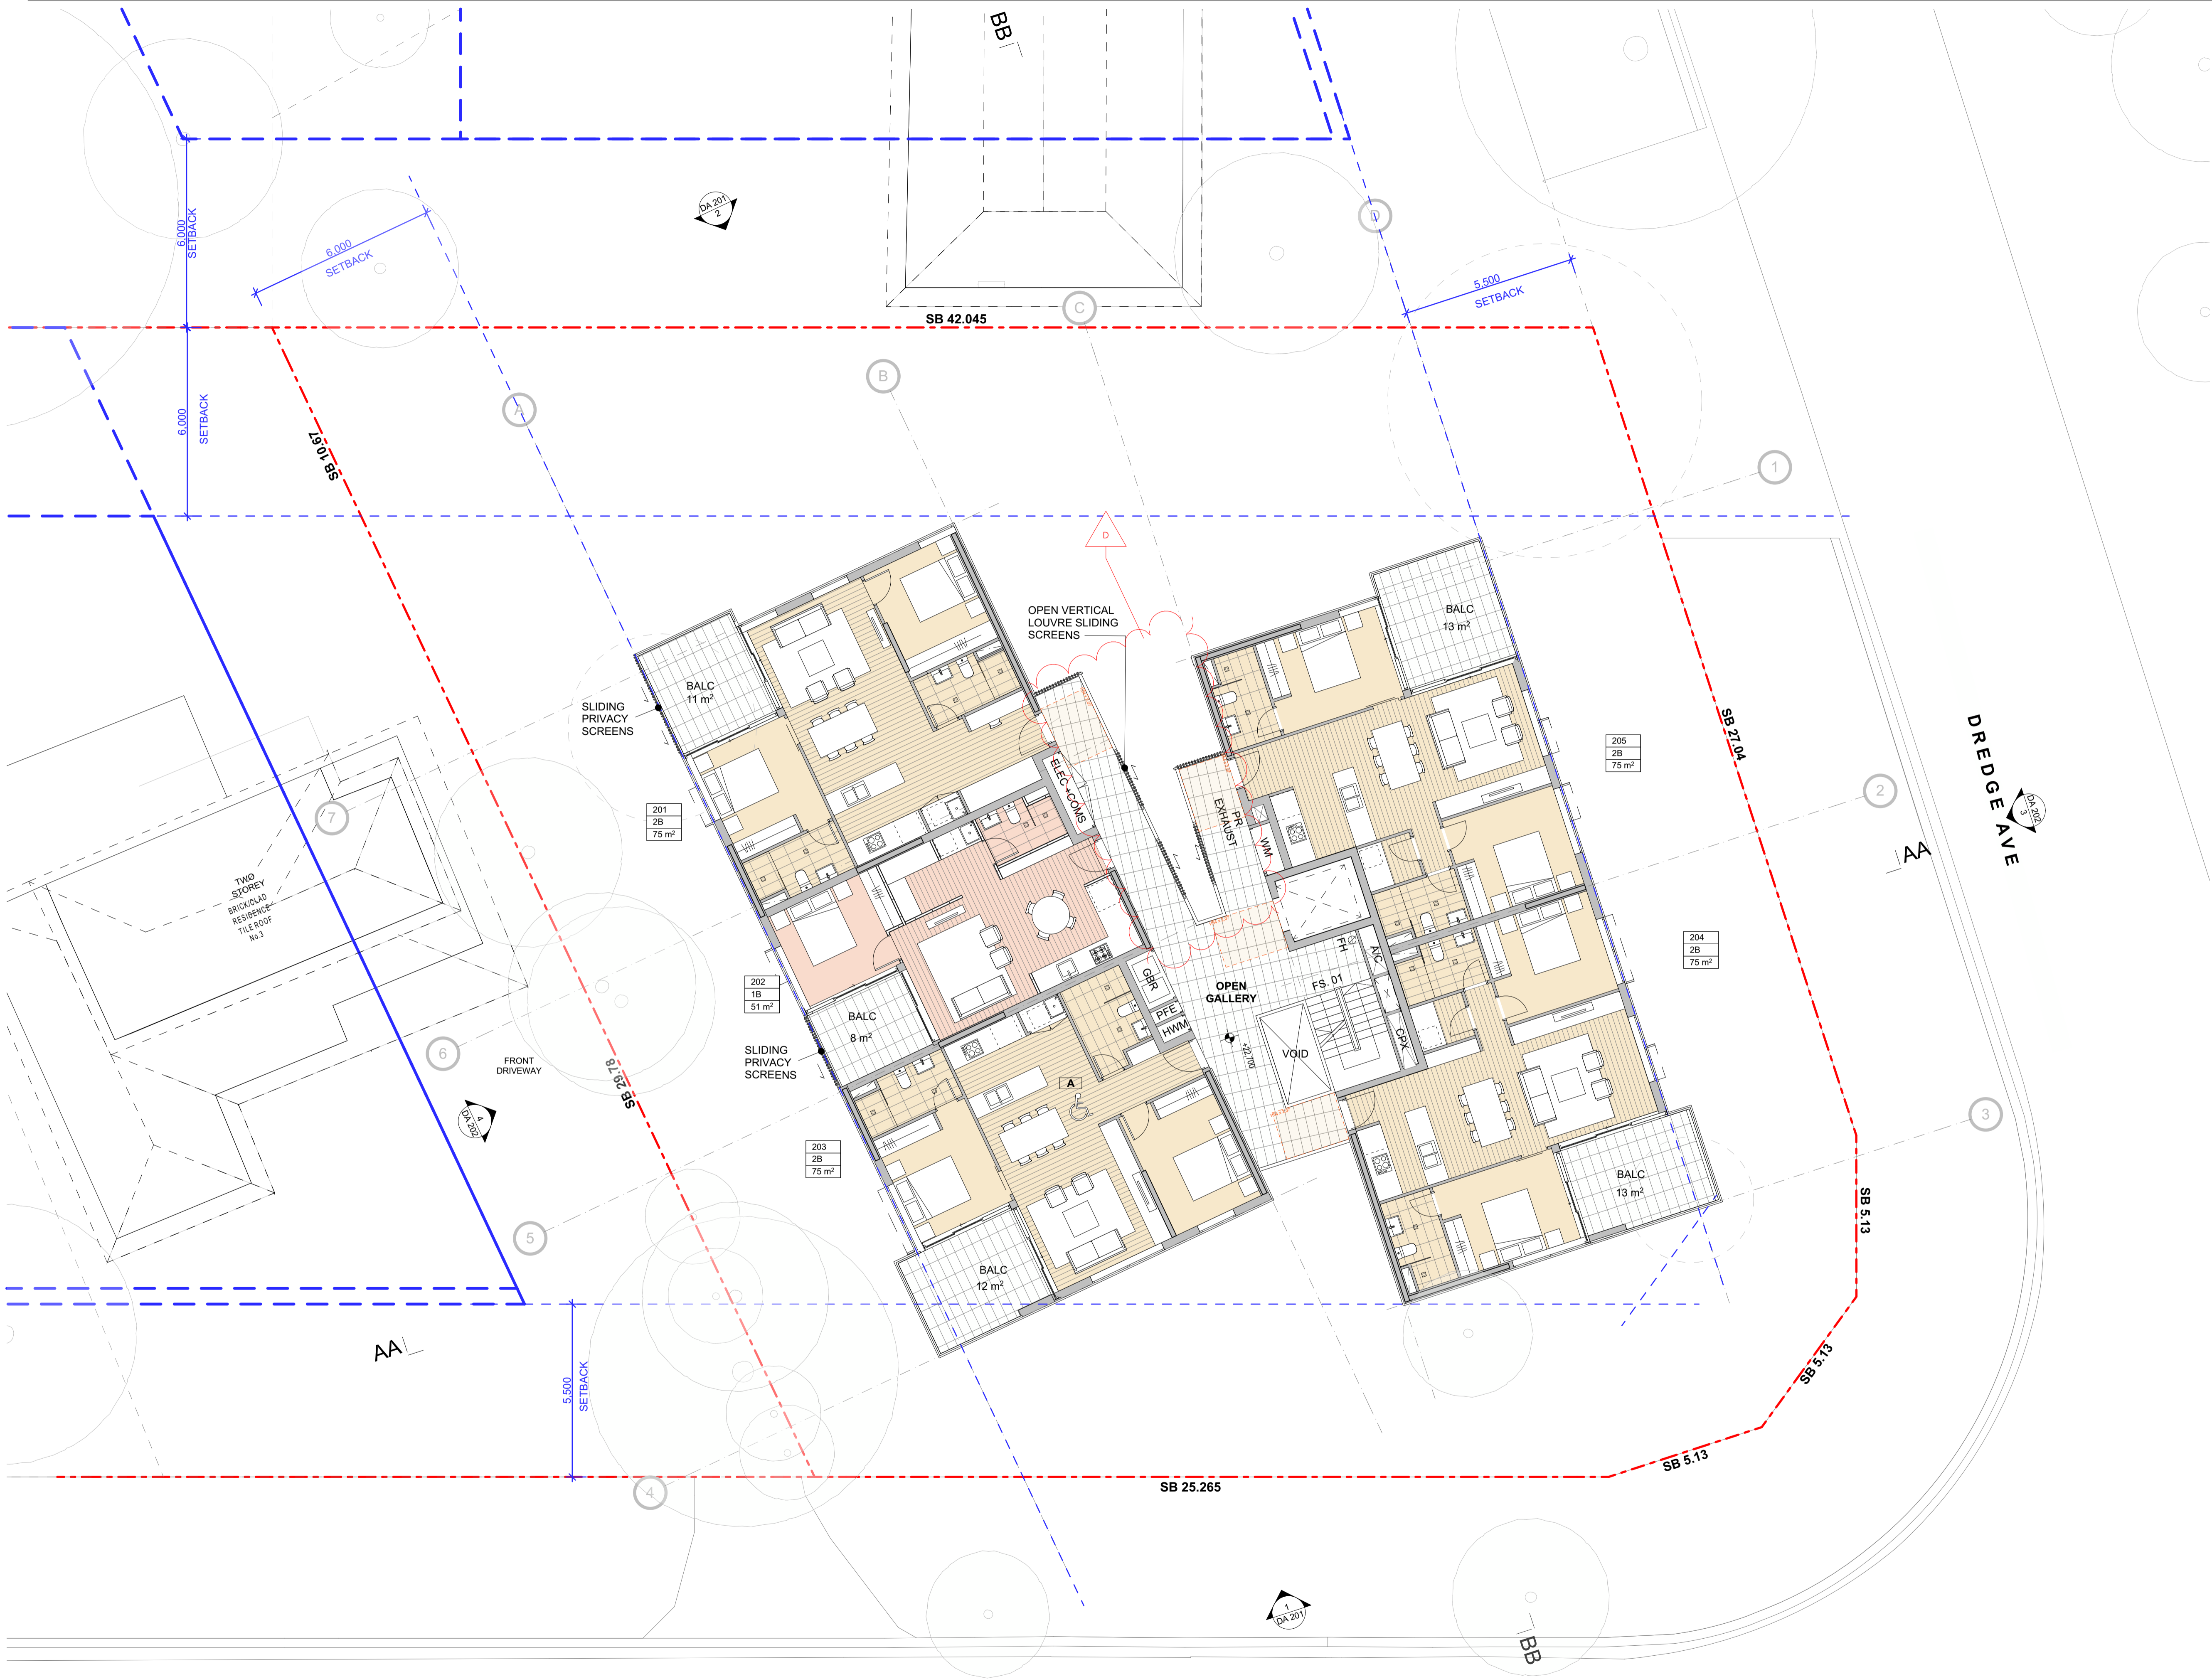 BB
DA 201
2
6,000
SETBACK
6,000
SETBACK
D
5,500
SETBACK
C
SB 42.045
B
A
6,000
SETBACK
SB 10.67
1
D
BALC
13 m²
OPEN VERTICAL
LOUVRE SLIDING
SCREENS
BALC
11 m²
SLIDING
PRIVACY
SCREENS
SB 27.04
DREDGE AVE
205
2B
75 m²
ELEC +COMS
PR
EXHAUST
WM
2
DA 202
3
7
201
2B
75 m²
AA
TWO
STOREY
BRICK/CLAD
RESIDENCE
TILE ROOF
No.3
204
2B
75 m²
FH
A/C
GBR
OPEN
GALLERY
FS. 01
202
1B
51 m²
BALC
8 m²
PFE
HWM
+22,700
VOID
CPX
6
FRONT
DRIVEWAY
SLIDING
PRIVACY
SCREENS
SB 29.78
A
4
DA 202
3
203
2B
75 m²
BALC
13 m²
SB 5.13
5
BALC
12 m²
AA
SB 5.13
5,500
SETBACK
SB 5.13
4
SB 25.265
1
DA 201
BB